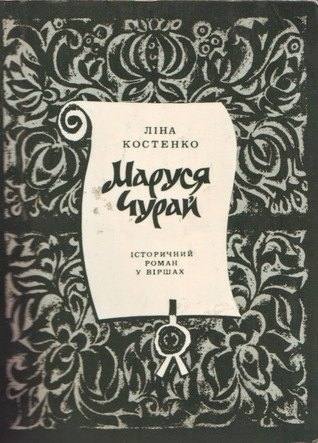 ЛІНА
КОСТЕНКО
Маруся
Чурай
ІСТОРИЧНИЙ
РОМАН
У ВІРШАХ